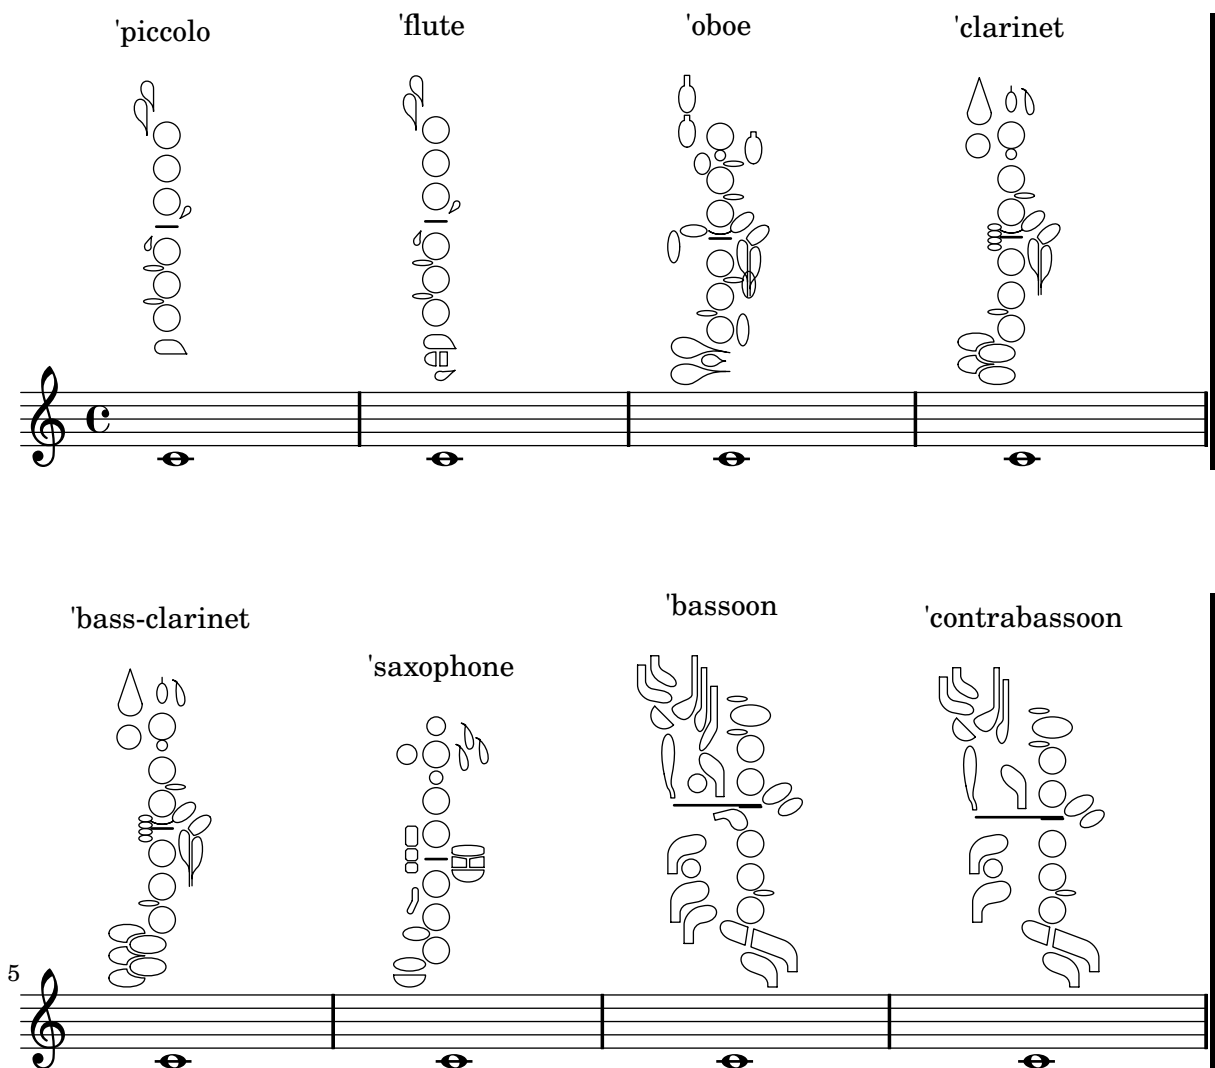 'piccolo
'flute
'oboe
'clarinet
'bass-clarinet
'saxophone
'bassoon
'contrabassoon
5